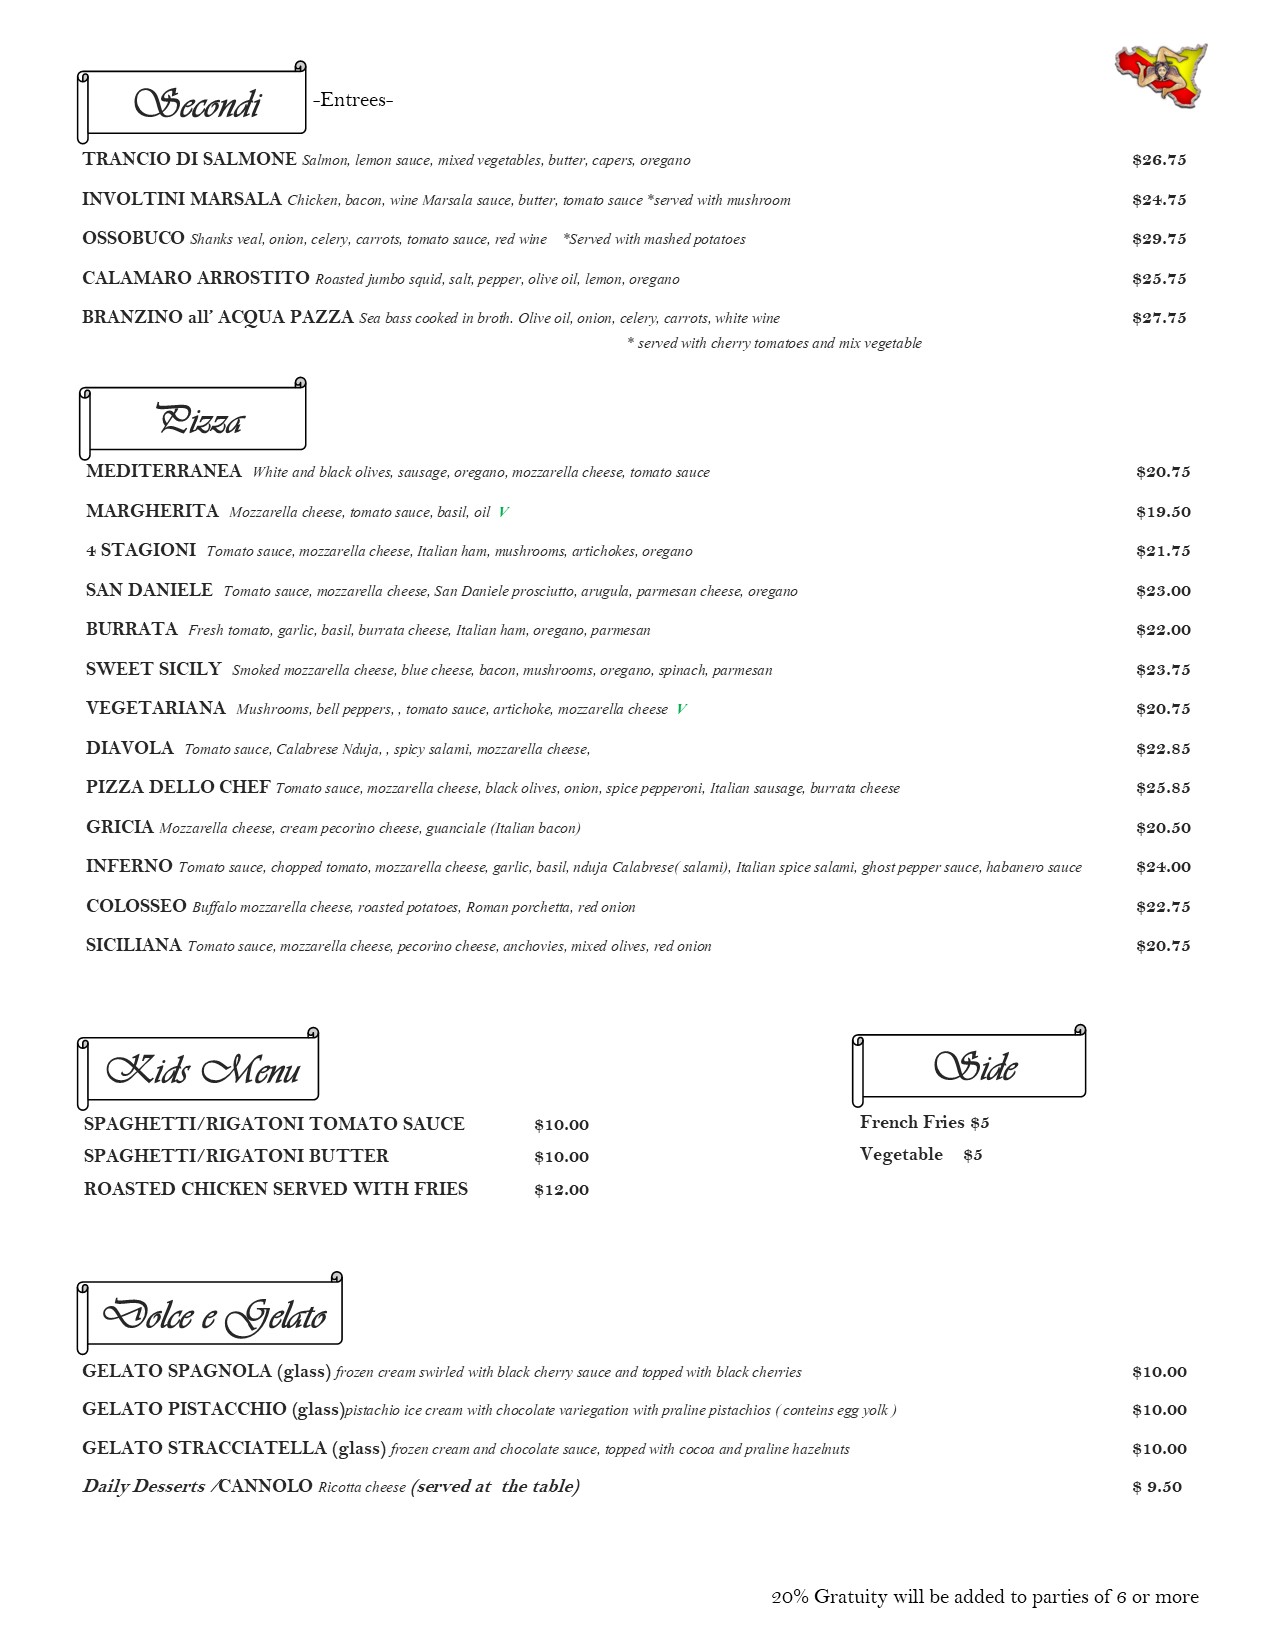 Secondi -Entrees-
TRANCIO DI SALMONE Salmon, lemon sauce, mixed vegetables, butter, capers, oregano $26.75
INVOLTINI MARSALA Chicken, bacon, wine Marsala sauce, butter, tomato sauce *served with mushroom $24.75
OSSOBUCO Shanks veal, onion, celery, carrots, tomato sauce, red wine *Served with mashed potatoes $29.75
CALAMARO ARROSTITO Roasted jumbo squid, salt, pepper, olive oil, lemon, oregano $25.75
BRANZINO all' ACQUA PAZZA Sea bass cooked in broth. Olive oil, onion, celery, carrots, white wine $27.75
* served with cherry tomatoes and mix vegetable
Pizza
MEDITERRANEA White and black olives, sausage, oregano, mozzarella cheese, tomato sauce $20.75
MARGHERITA Mozzarella cheese, tomato sauce, basil, oil V $19.50
4 STAGIONI Tomato sauce, mozzarella cheese, Italian ham, mushrooms, artichokes, oregano $21.75
SAN DANIELE Tomato sauce, mozzarella cheese, San Daniele prosciutto, arugula, parmesan cheese, oregano $23.00
BURRATA Fresh tomato, garlic, basil, burrata cheese, Italian ham, oregano, parmesan $22.00
SWEET SICILY Smoked mozzarella cheese, blue cheese, bacon, mushrooms, oregano, spinach, parmesan $23.75
VEGETARIANA Mushrooms, bell peppers, , tomato sauce, artichoke, mozzarella cheese V $20.75
DIAVOLA Tomato sauce, Calabrese Nduja, , spicy salami, mozzarella cheese, $22.85
PIZZA DELLO CHEF Tomato sauce, mozzarella cheese, black olives, onion, spice pepperoni, Italian sausage, burrata cheese $25.85
GRICIA Mozzarella cheese, cream pecorino cheese, guanciale (Italian bacon) $20.50
INFERNO Tomato sauce, chopped tomato, mozzarella cheese, garlic, basil, nduja Calabrese( salami), Italian spice salami, ghost pepper sauce, habanero sauce $24.00
COLOSSEO Buffalo mozzarella cheese, roasted potatoes, Roman porchetta, red onion $22.75
SICILIANA Tomato sauce, mozzarella cheese, pecorino cheese, anchovies, mixed olives, red onion $20.75
Kids Menu
SPAGHETTI/RIGATONI TOMATO SAUCE $10.00
SPAGHETTI/RIGATONI BUTTER $10.00
ROASTED CHICKEN SERVED WITH FRIES $12.00
Side
French Fries $5
Vegetable $5
Dolce e Gelato
GELATO SPAGNOLA (glass) frozen cream swirled with black cherry sauce and topped with black cherries $10.00
GELATO PISTACCHIO (glass)pistachio ice cream with chocolate variegation with praline pistachios ( conteins egg yolk ) $10.00
GELATO STRACCIATELLA (glass) frozen cream and chocolate sauce, topped with cocoa and praline hazelnuts $10.00
Daily Desserts /CANNOLO Ricotta cheese (served at the table) $ 9.50
20% Gratuity will be added to parties of 6 or more